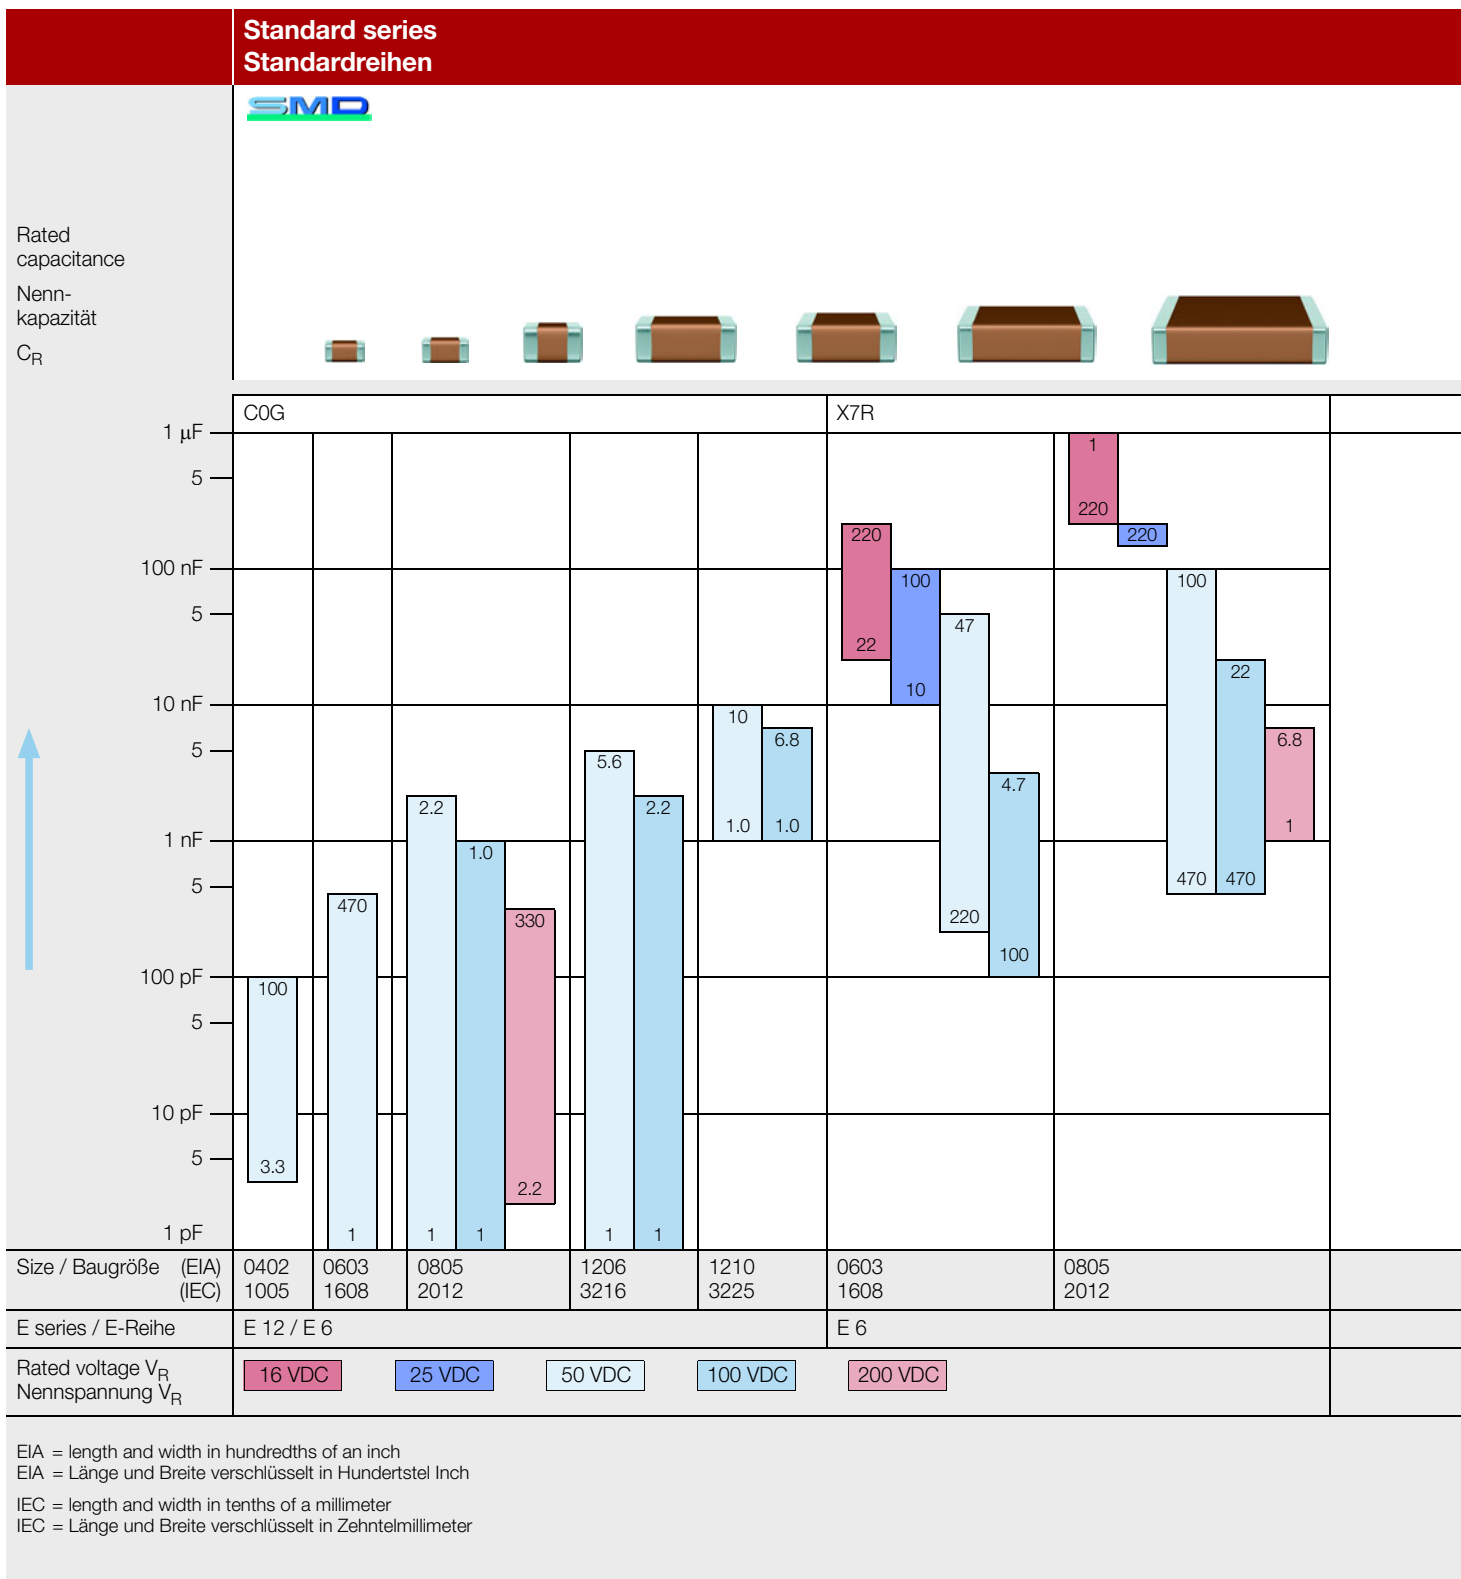 Standard series
Standardreihen
SMD
Rated
capacitance
Nenn-
kapazität
CR
C0G X7R
1 µF
5
100 nF
5
10 nF
5
1 nF
5
100 pF
5
10 pF
5
1 pF
100
3.3
470
1
2.2
1
1.0
1
330
2.2
5.6
1
2.2
1
10
1.0
6.8
1.0
220
22
100
10
47
220
4.7
100
1
220
220
100
470
22
470
6.8
1
Size / Baugröße (EIA) 0402 0603 0805 1206 1210 0603 0805
(IEC) 1005 1608 2012 3216 3225 1608 2012
E series / E-Reihe E 12 / E 6 E 6
Rated voltage VR
Nennspannung VR
16 VDC 25 VDC 50 VDC 100 VDC 200 VDC
EIA = length and width in hundredths of an inch
EIA = Länge und Breite verschlüsselt in Hundertstel Inch
IEC = length and width in tenths of a millimeter
IEC = Länge und Breite verschlüsselt in Zehntelmillimeter